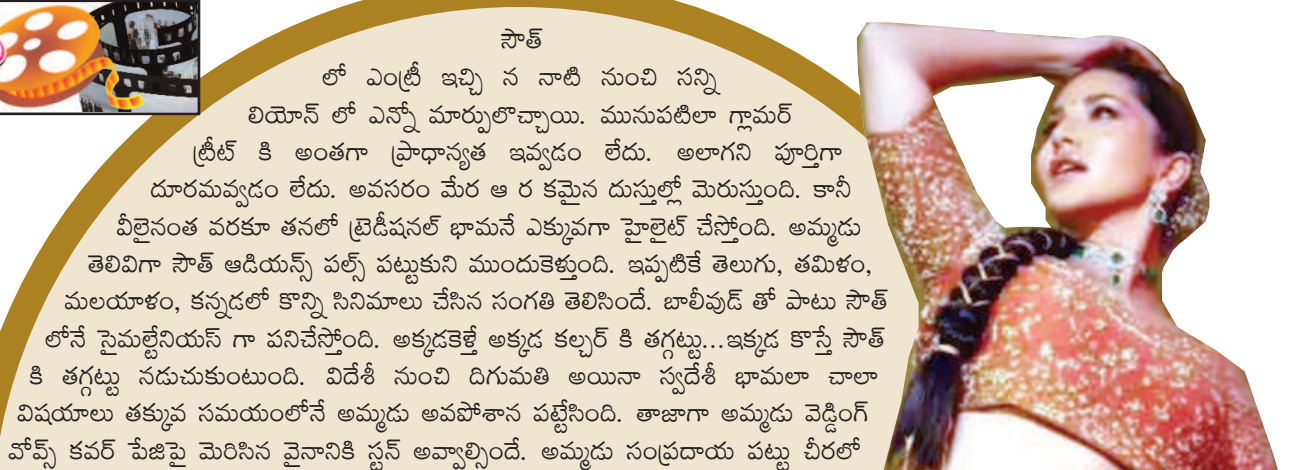 సౌత్
లో ఎంట్రీ ఇచ్చి న నాటి నుంచి సన్ని
లియోన్ లో ఎన్నో మార్పులొచ్చాయి. మునుపటిలా గ్లామర్
ట్రీట్ కి అంతగా ప్రాధాన్యత ఇవ్వడం లేదు. అలాగని పూర్తిగా
దూరమవ్వడం లేదు. అవసరం మేర ఆ ర కమైన దుస్తుల్లో మెరుస్తుంది. కానీ
వీలైనంత వరకూ తనలో ట్రెడీషనల్ భామనే ఎక్కువగా హైలైట్ చేస్తోంది. అమ్మడు
తెలివిగా సౌత్ ఆడియన్స్ పల్స్ పట్టుకుని ముందుకెళ్తుంది. ఇప్పటికే తెలుగు, తమిళం,
మలయాళం, కన్నడలో కొన్ని సినిమాలు చేసిన సంగతి తెలిసిందే. బాలీవుడ్ తో పాటు సౌత్
లోనే సైమల్టేనియస్ గా పనిచేస్తోంది. అక్కడకెళ్తే అక్కడ కల్చర్ కి తగ్గట్టు...ఇక్కడ కొస్తే సౌత్
కి తగ్గట్టు నడుచుకుంటుంది. విదేశీ నుంచి దిగుమతి అయినా స్వదేశీ భామలా చాలా
విషయాలు తక్కువ సమయంలోనే అమ్మడు అవపోశాన పట్టేసింది. తాజాగా అమ్మడు వెడ్డింగ్
వోవ్స్ కవర్ పేజిపై మెరిసిన వైనానికి స్టన్ అవ్వాల్సిందే. అమ్మడు సంప్రదాయ పట్టు చీరలో